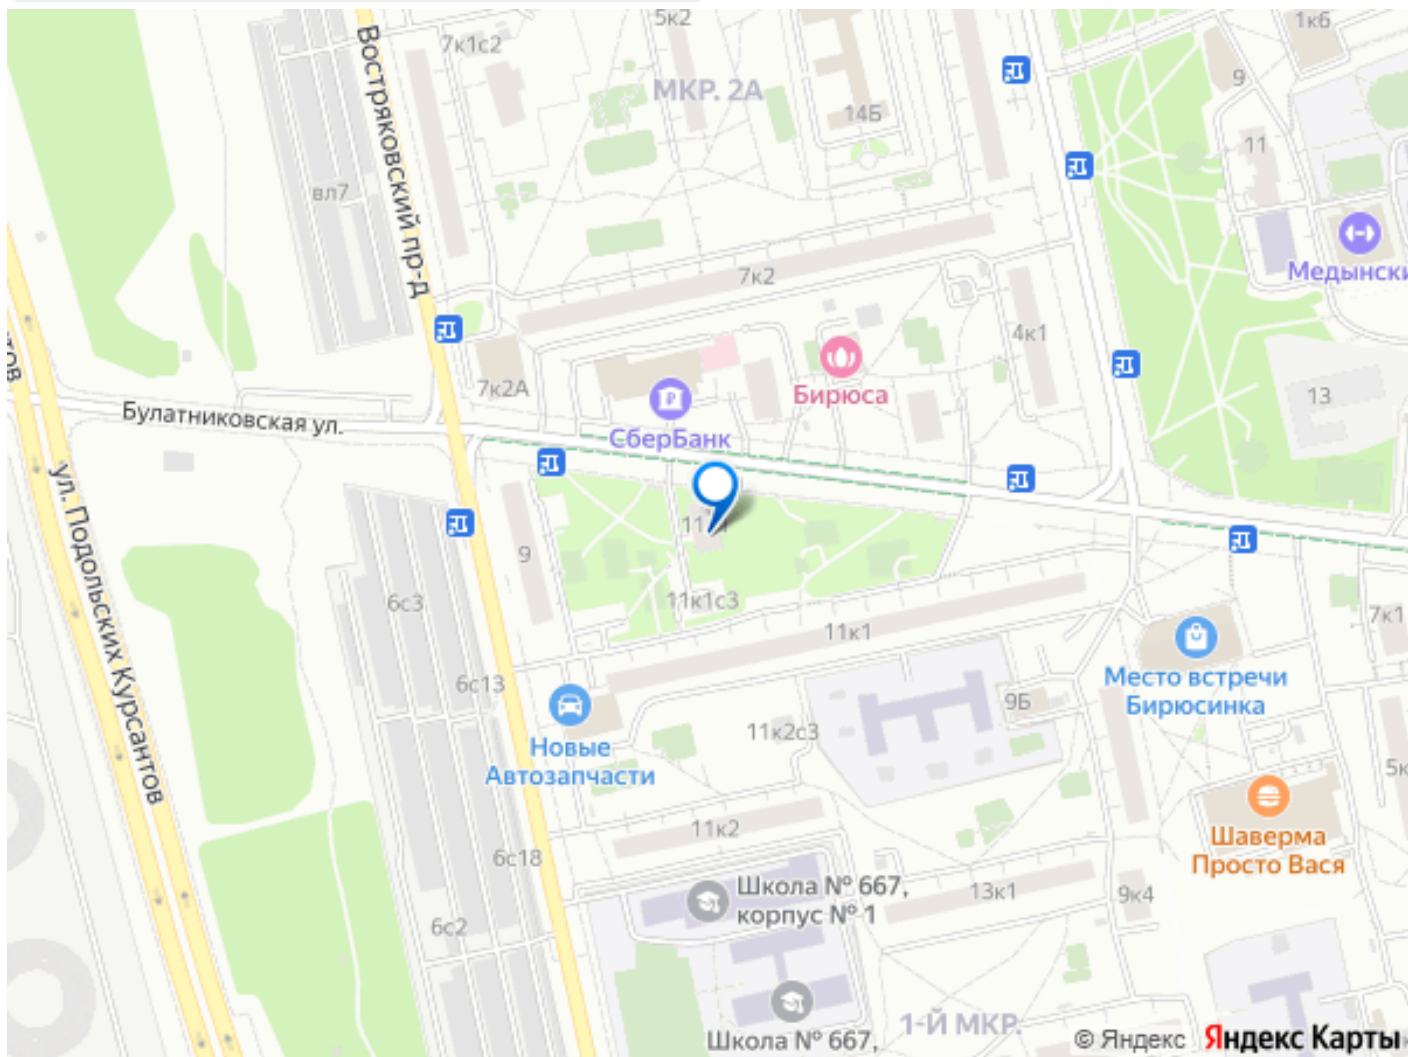 5к2
1к6
7к1с2
Востряковский пр-д
9
МКР. 2А
14Б
11
вл7
Медынски
7к2
4к1
7к2А
Бирюса
13
Булатниковская ул.
СберБанк
ул. Подольских Курсантов
9
6с3
11к1с3
11к1
7к1
Место встречи
Бирюсинка
6с13
9Б
11к2с3
Новые
Автозапчасти
5к
11к2
Шаверма
Просто Вася
6с18
Школа № 667,
корпус № 1
13к1
9к4
6с2
1-Й МКР.
Школа № 667,
© Яндекс Яндекс Карты